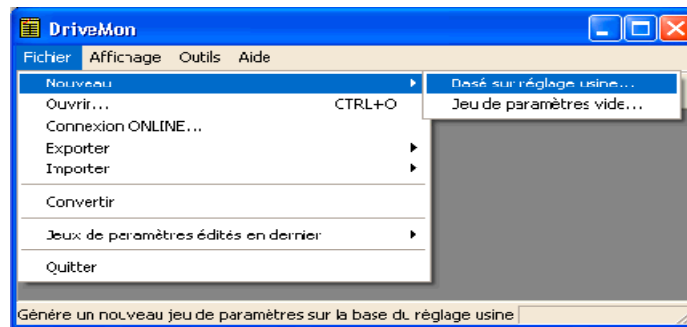 DriveMon
Fichier Affichage Outils Aide
Nouveau
Basé sur réglage usine...
Ouvrir... CTRL+O
Jeu de paramètres vide...
Connexion ONLINE...
Exporter
Importer
Convertir
Jeux de paramètres édités en dernier
Quitter
Génére un nouveau jeu de paramètres sur la base du réglage usine